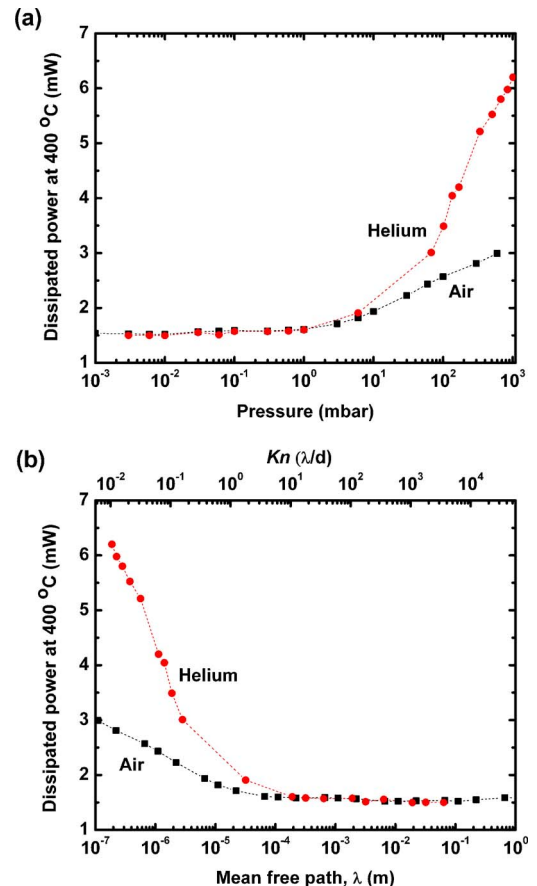 (a)
7
6
5
4
3
2
1
Dissipated power at 400 °C (mW)
Helium
Air
10⁻³ 10⁻² 10⁻¹ 10⁰ 10¹ 10² 10³
Pressure (mbar)
(b)
Kn (λ/d)
10⁻² 10⁻¹ 10⁰ 10¹ 10² 10³ 10⁴
7
6
5
4
3
2
1
Dissipated power at 400 °C (mW)
Helium
Air
10⁻⁷ 10⁻⁶ 10⁻⁵ 10⁻⁴ 10⁻³ 10⁻² 10⁻¹ 10⁰
Mean free path, λ (m)